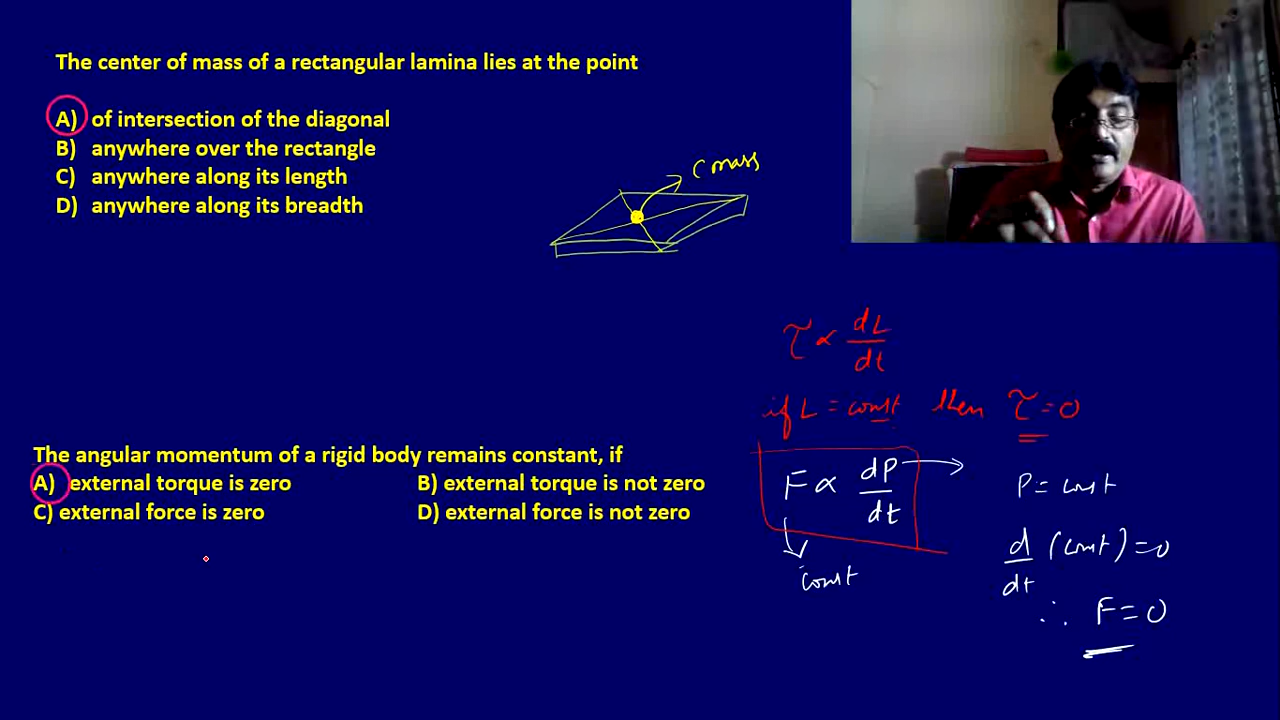 The center of mass of a rectangular lamina lies at the point
A) of intersection of the diagonal
B) anywhere over the rectangle
C) anywhere along its length
D) anywhere along its breadth
C mass
τ ∝ dL/dt
if L = const then τ = 0
The angular momentum of a rigid body remains constant, if
A) external torque is zero B) external torque is not zero
C) external force is zero D) external force is not zero
F ∝ dP/dt
const
P = const
d/dt (const) = 0
∴ F = 0